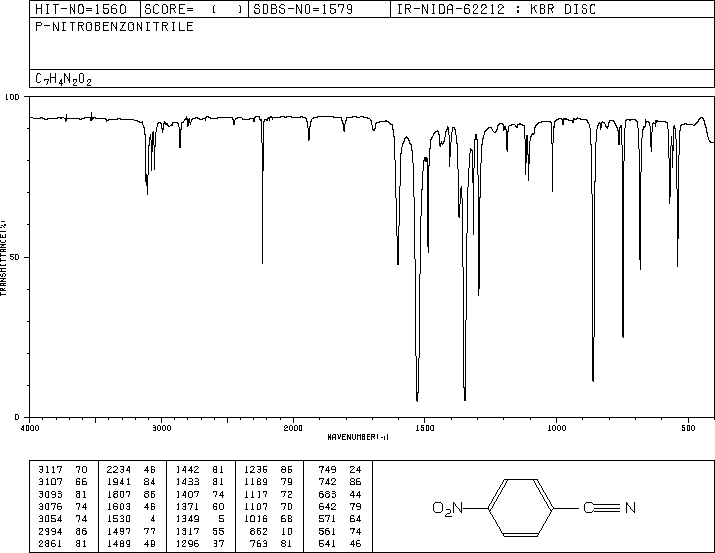 HIT-NO=1560 SCORE= ( ) SDBS-NO=1579 IR-NIDA-62212 : KBR DISC
P-NITROBENZONITRILE
C₇H₄N₂O₂
100
50
0
TRANSMITTANCE(%)
4000 3000 2000 1500 1000 500
WAVENUMBER(-1)
3117 70 2234 46 1442 81 1236 86 749 24
3107 66 1941 84 1433 81 1189 79 742 86
3093 81 1807 86 1407 74 1117 72 683 44
3076 74 1603 46 1371 60 1107 70 642 79
3054 74 1530 4 1349 5 1016 68 571 64
2994 86 1497 77 1317 55 862 10 561 74
2861 81 1489 49 1296 37 763 81 541 46
O₂N C N